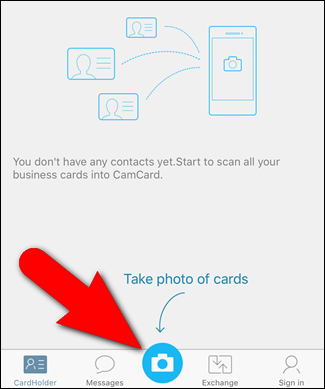 You don't have any contacts yet.Start to scan all your
business cards into CamCard.
Take photo of cards
CardHolder
Messages
Exchange
Sign in